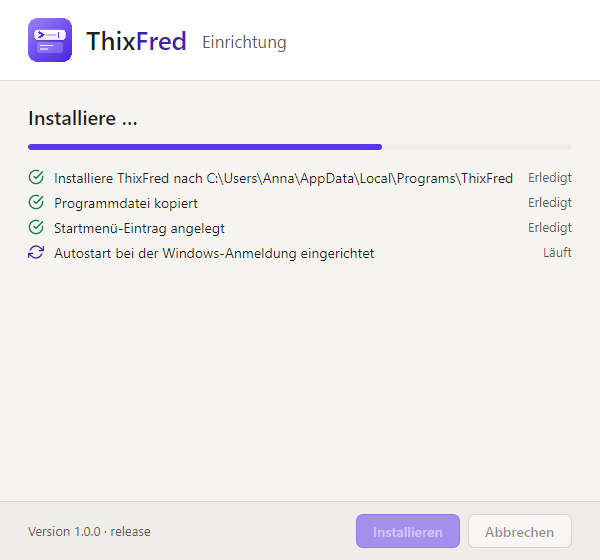 ThixFred Einrichtung
Installiere ...
Installiere ThixFred nach C:\Users\Anna\AppData\Local\Programs\ThixFred Erledigt
Programmdatei kopiert Erledigt
Startmenü-Eintrag angelegt Erledigt
Autostart bei der Windows-Anmeldung eingerichtet Läuft
Version 1.0.0 · release Installieren Abbrechen